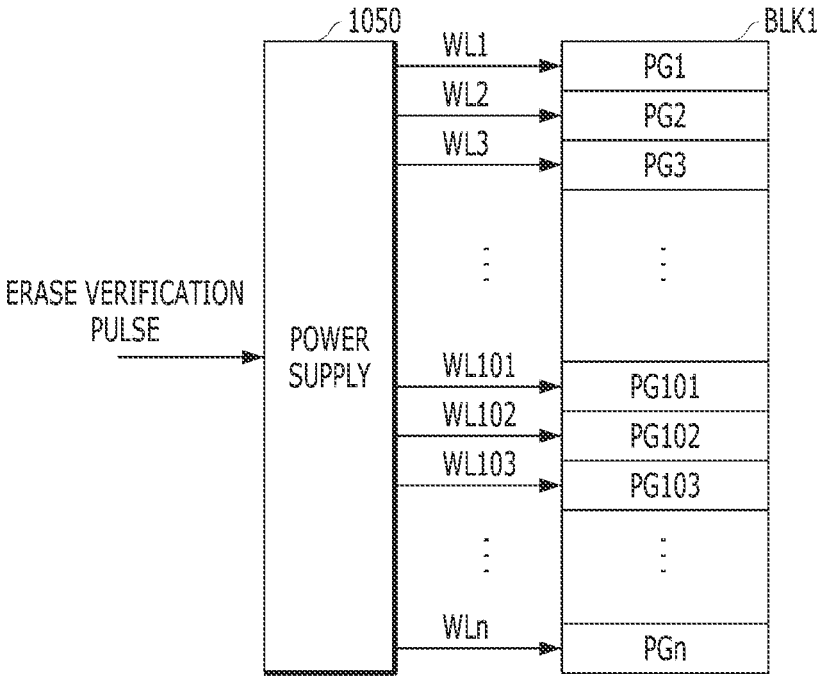 1050
BLK1
WL1
PG1
WL2
PG2
WL3
PG3
ERASE VERIFICATION
PULSE
POWER
SUPPLY
WL101
PG101
WL102
PG102
WL103
PG103
WLn
PGn